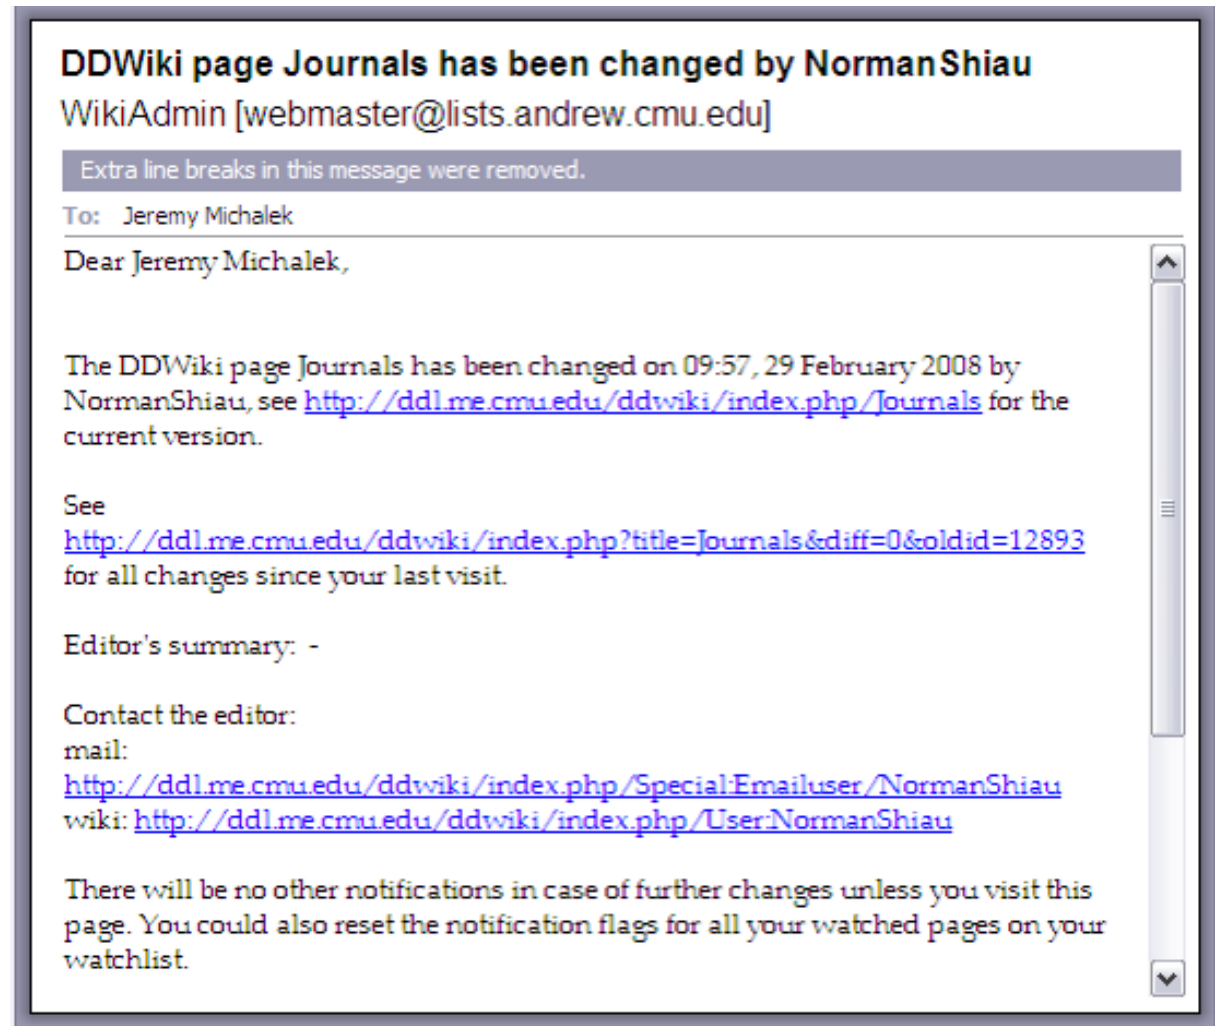 DDWiki page Journals has been changed by NormanShiau
WikiAdmin [webmaster@lists.andrew.cmu.edu]
Extra line breaks in this message were removed.
To: Jeremy Michalek
Dear Jeremy Michalek,
The DDWiki page Journals has been changed on 09:57, 29 February 2008 by
NormanShiau, see http://ddl.me.cmu.edu/ddwiki/index.php/Journals for the
current version.
See
http://ddl.me.cmu.edu/ddwiki/index.php?title=Journals&diff=0&oldid=12893
for all changes since your last visit.
Editor's summary: -
Contact the editor:
mail:
http://ddl.me.cmu.edu/ddwiki/index.php/Special:Emailuser/NormanShiau
wiki: http://ddl.me.cmu.edu/ddwiki/index.php/User:NormanShiau
There will be no other notifications in case of further changes unless you visit this
page. You could also reset the notification flags for all your watched pages on your
watchlist.